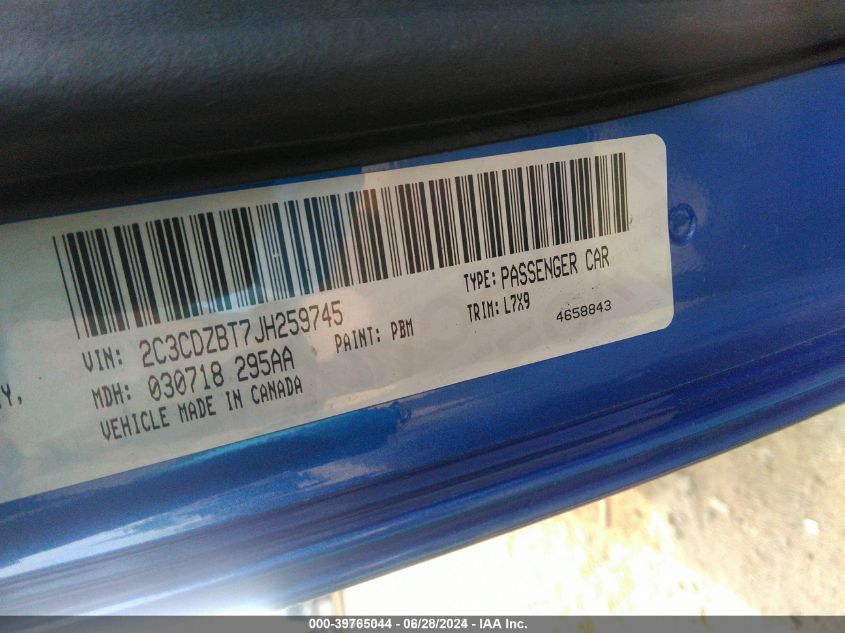 VIN: 2C3CDZBT7JH259745
TYPE: PASSENGER CAR
MDH: 030718 295AA
PAINT: PBM
TRIM: L7X9
4658843
VEHICLE MADE IN CANADA
000-39765044 - 06/28/2024 - IAA Inc.